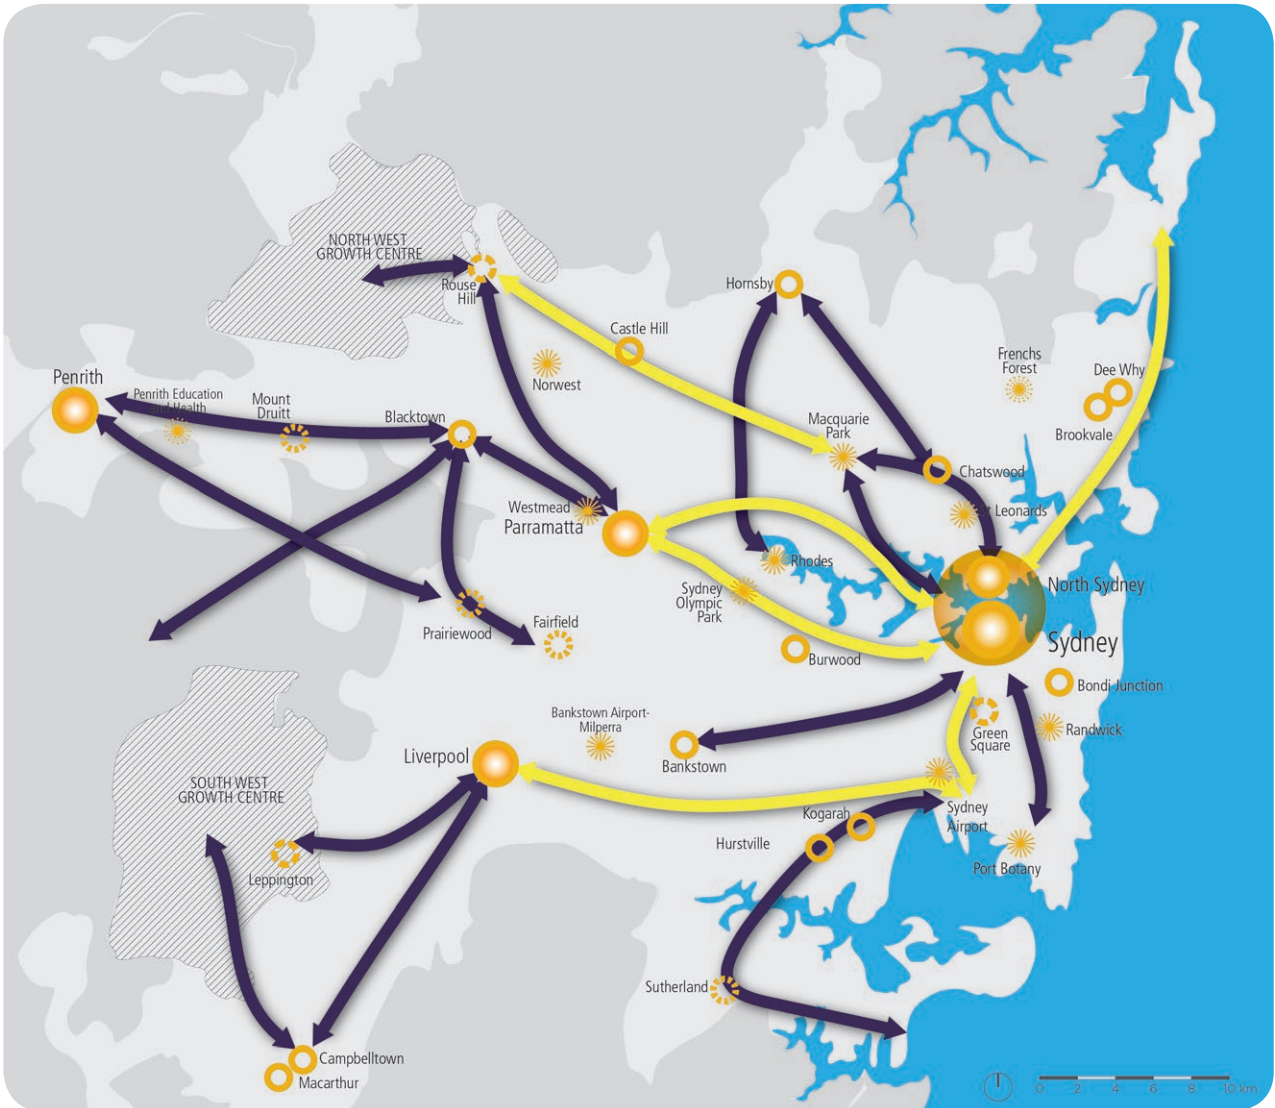 NORTH WEST
GROWTH CENTRE
Rouse
Hill
Hornsby
Castle Hill
Norwest
Frenchs
Forest
Dee Why
Brookvale
Penrith
Penrith Education
and Health
Mount
Druitt
Blacktown
Macquarie
Park
Chatswood
St Leonards
Westmead
Parramatta
Rhodes
Sydney
Olympic
Park
North Sydney
Sydney
Prairiewood
Fairfield
Burwood
Bondi Junction
Randwick
Green
Square
Bankstown Airport-
Milperra
Bankstown
Liverpool
SOUTH WEST
GROWTH CENTRE
Sydney
Airport
Kogarah
Hurstville
Port Botany
Leppington
Sutherland
Campbelltown
Macarthur
0 2 4 6 8 10 km